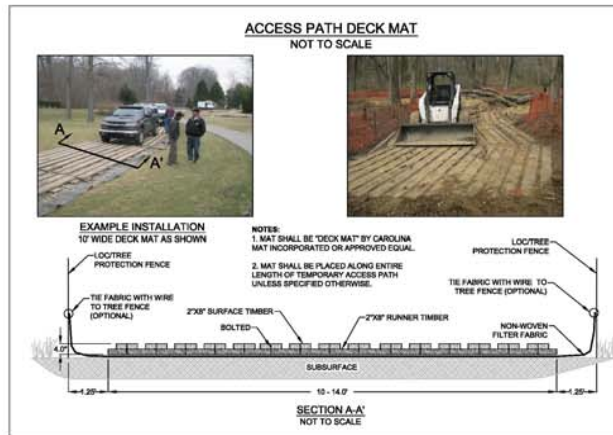 ACCESS PATH DECK MAT
NOT TO SCALE
A
A'
EXAMPLE INSTALLATION
10' WIDE DECK MAT AS SHOWN
NOTES:
1. MAT SHALL BE "DECK MAT" BY CAROLINA
MAT INCORPORATED OR APPROVED EQUAL.
2. MAT SHALL BE PLACED ALONG ENTIRE
LENGTH OF TEMPORARY ACCESS PATH
UNLESS SPECIFIED OTHERWISE.
LOC/TREE
PROTECTION FENCE
LOC/TREE
PROTECTION FENCE
TIE FABRIC WITH WIRE
TO TREE FENCE
(OPTIONAL)
2"X8" SURFACE TIMBER
BOLTED
2"X8" RUNNER TIMBER
TIE FABRIC WITH WIRE TO
TREE FENCE (OPTIONAL)
NON-WOVEN
FILTER FABRIC
4.0"
SUBSURFACE
1.25'
10 - 14.0'
1.25'
SECTION A-A'
NOT TO SCALE